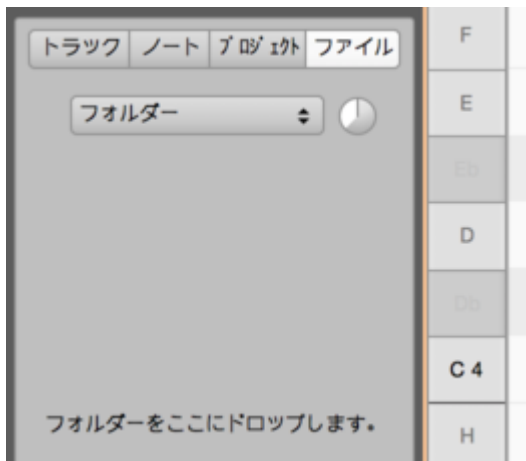 トラック ノート プロジェクト ファイル
フォルダー
フォルダーをここにドロップします。
F
E
Eb
D
Db
C 4
H